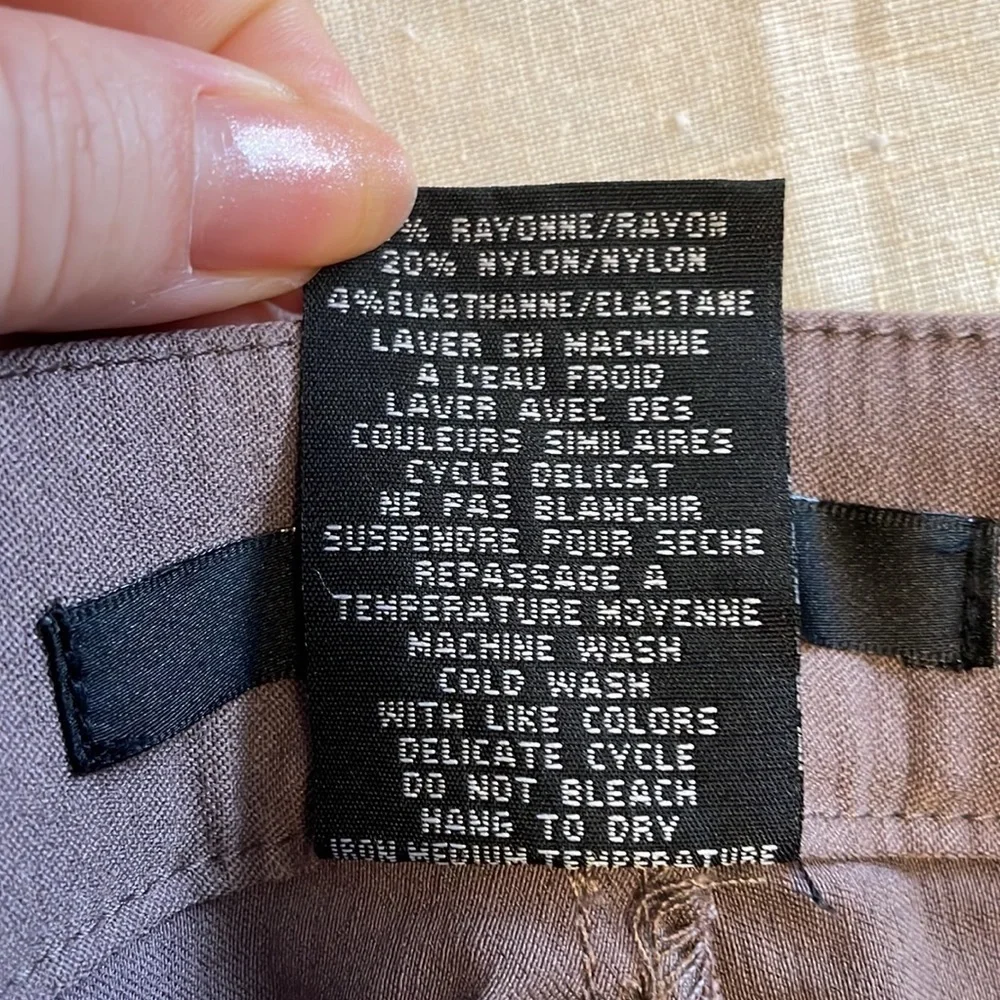 % RAYONNE/RAYON
20% NYLON/NYLON
4%ÉLASTHANNE/ELASTANE
LAVER EN MACHINE
A L'EAU FROID
LAVER AVEC DES
COULEURS SIMILAIRES
CYCLE DELICAT
NE PAS BLANCHIR
SUSPENDRE POUR SECHE
REPASSAGE A
TEMPERATURE MOYENNE
MACHINE WASH
COLD WASH
WITH LIKE COLORS
DELICATE CYCLE
DO NOT BLEACH
HANG TO DRY
IRON MEDIUM TEMPERATURE